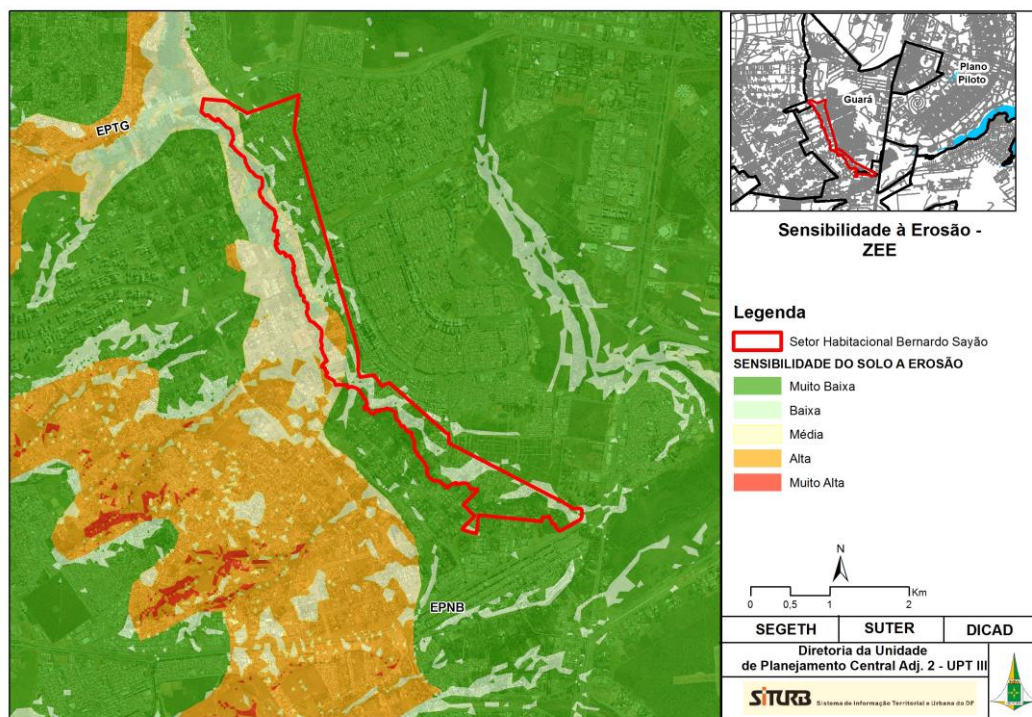 EPTG
EPNB
Plano
Piloto
Guará
Sensibilidade à Erosão -
ZEE
Legenda
Setor Habitacional Bernardo Sayão
SENSIBILIDADE DO SOLO A EROSÃO
Muito Baixa
Baixa
Média
Alta
Muito Alta
N
0 0,5 1 2 Km
SEGETH SUTER DICAD
Diretoria da Unidade
de Planejamento Central Adj. 2 - UPT III
SITURB Sistema de Informação Territorial e Urbana do DF